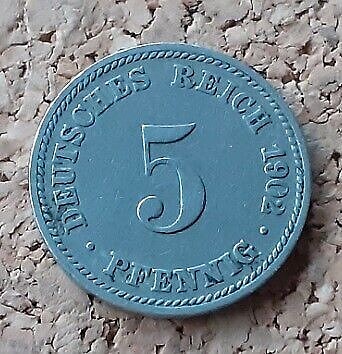 DEUTSCHES REICH 1902
5
· PFENNIG ·